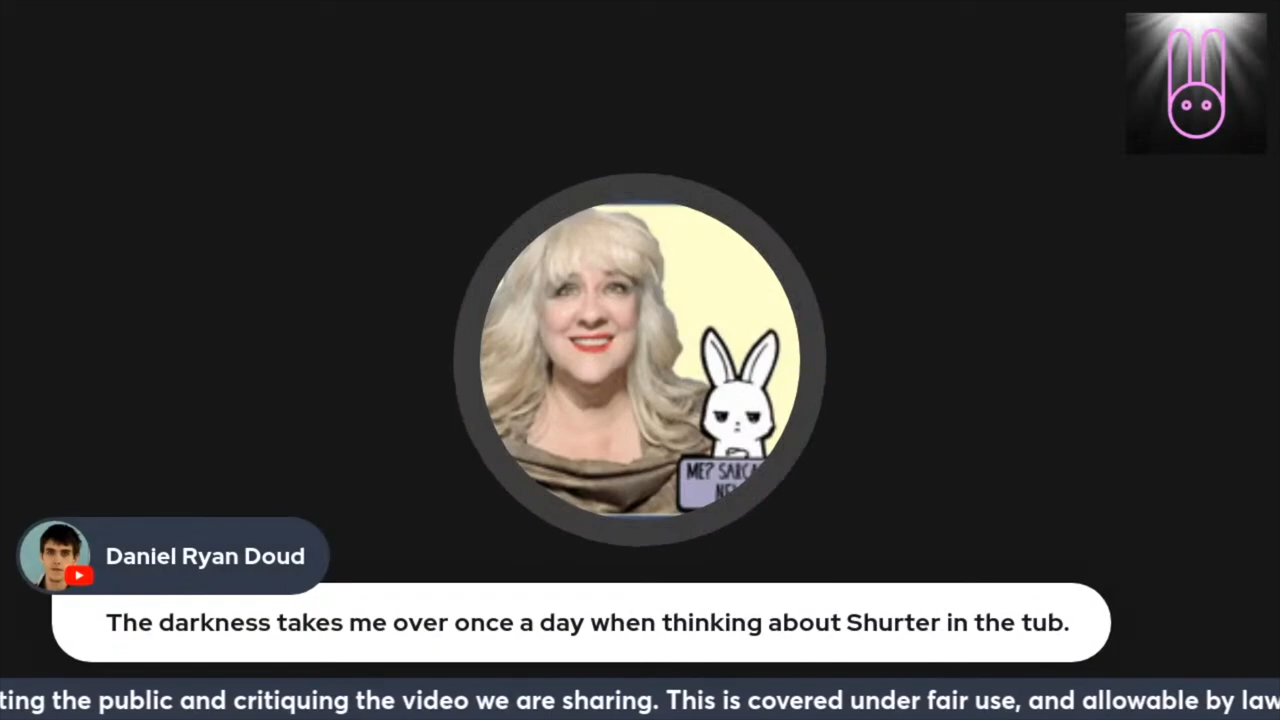 ME?
Daniel Ryan Doud
The darkness takes me over once a day when thinking about Shurter in the tub.
ting the public and critiquing the video we are sharing. This is covered under fair use, and allowable by law